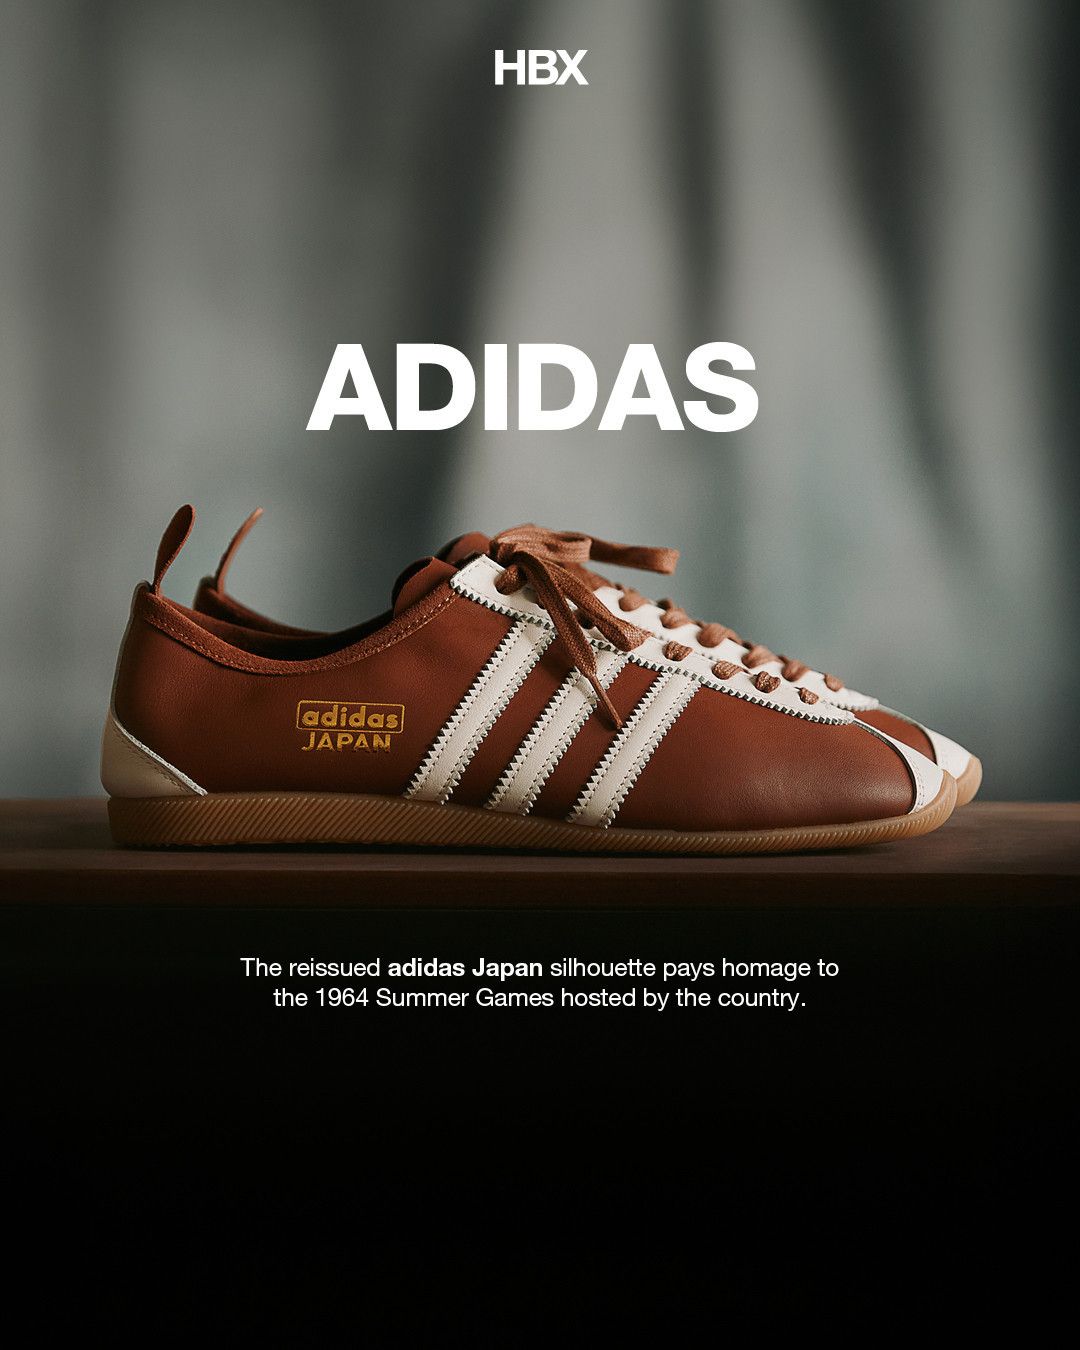 HBX
ADIDAS
adidas
JAPAN
The reissued adidas Japan silhouette pays homage to
the 1964 Summer Games hosted by the country.